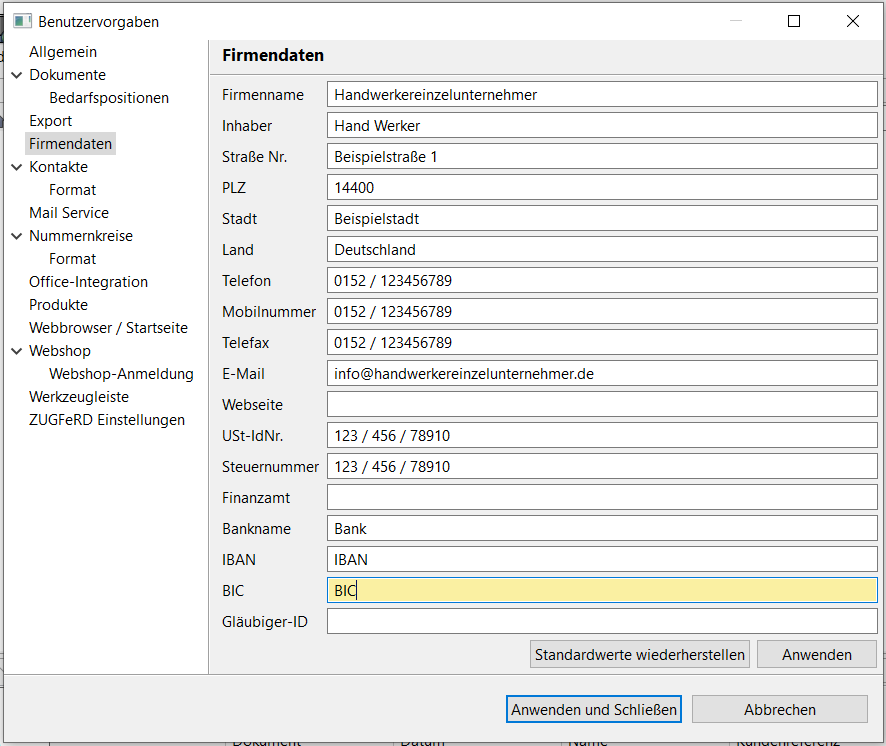 Benutzervorgaben
Allgemein
Dokumente
Bedarfspositionen
Export
Firmendaten
Kontakte
Format
Mail Service
Nummernkreise
Format
Office-Integration
Produkte
Webbrowser / Startseite
Webshop
Webshop-Anmeldung
Werkzeugleiste
ZUGFeRD Einstellungen
Firmendaten
Firmenname Handwerkereinzelunternehmer
Inhaber Hand Werker
Straße Nr. Beispielstraße 1
PLZ 14400
Stadt Beispielstadt
Land Deutschland
Telefon 0152 / 123456789
Mobilnummer 0152 / 123456789
Telefax 0152 / 123456789
E-Mail info@handwerkereinzelunternehmer.de
Webseite
USt-IdNr. 123 / 456 / 78910
Steuernummer 123 / 456 / 78910
Finanzamt
Bankname Bank
IBAN IBAN
BIC BIC
Gläubiger-ID
Standardwerte wiederherstellen Anwenden
Anwenden und Schließen Abbrechen
Dokument Datum Name Kundenreferenz